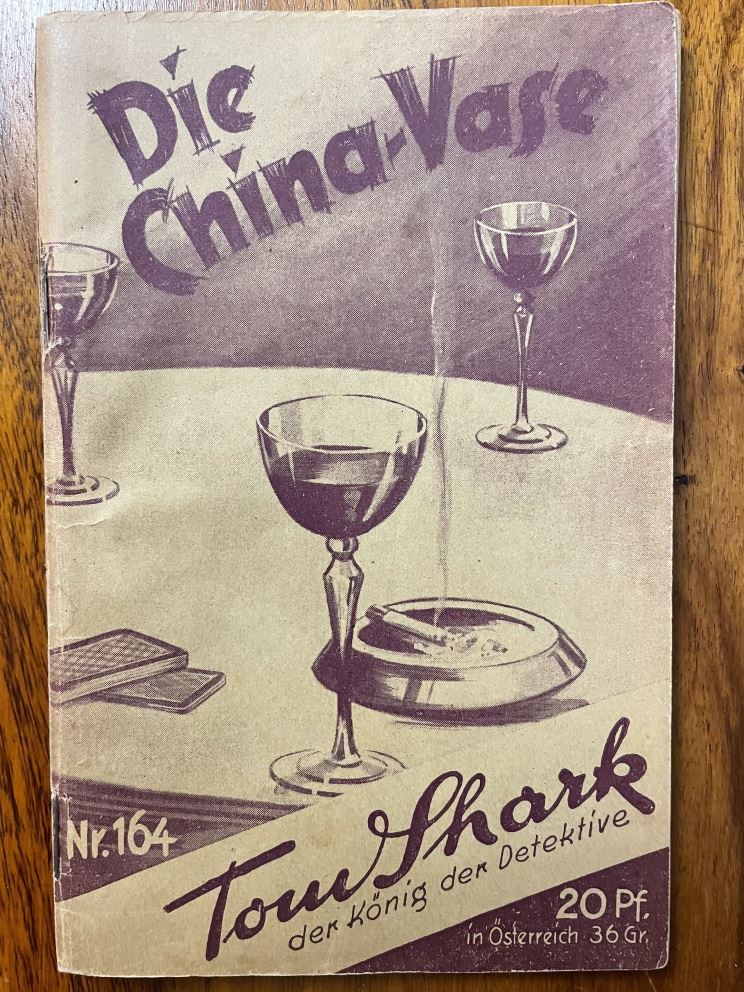 Die
China-Vase
Nr. 164
Tom Shark
der König der Detektive
20 Pf.
in Österreich 36 Gr.